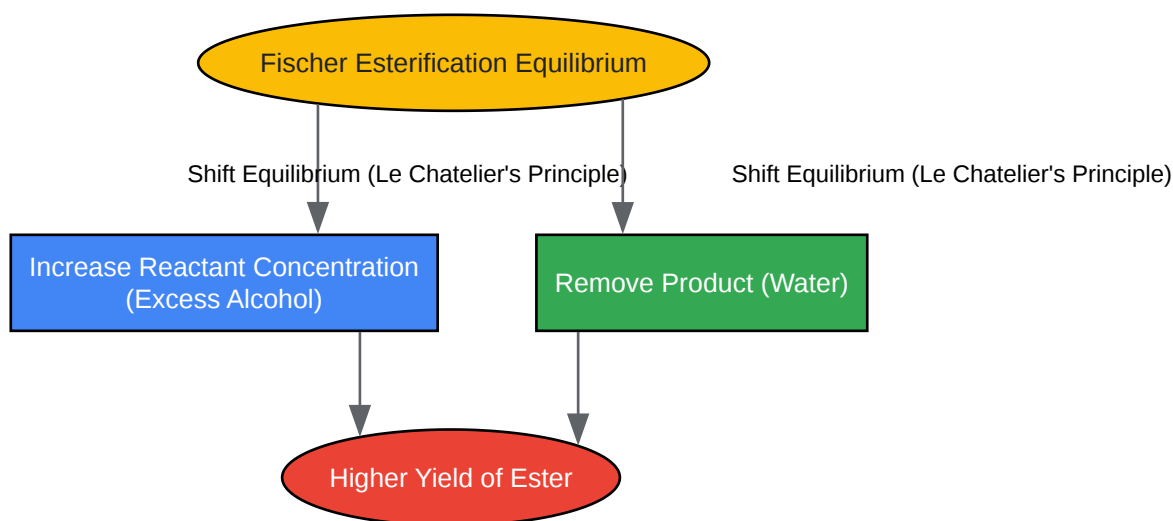 Fischer Esterification Equilibrium
Shift Equilibrium (Le Chatelier's Principle)
Shift Equilibrium (Le Chatelier's Principle)
Increase Reactant Concentration
(Excess Alcohol)
Remove Product (Water)
Higher Yield of Ester